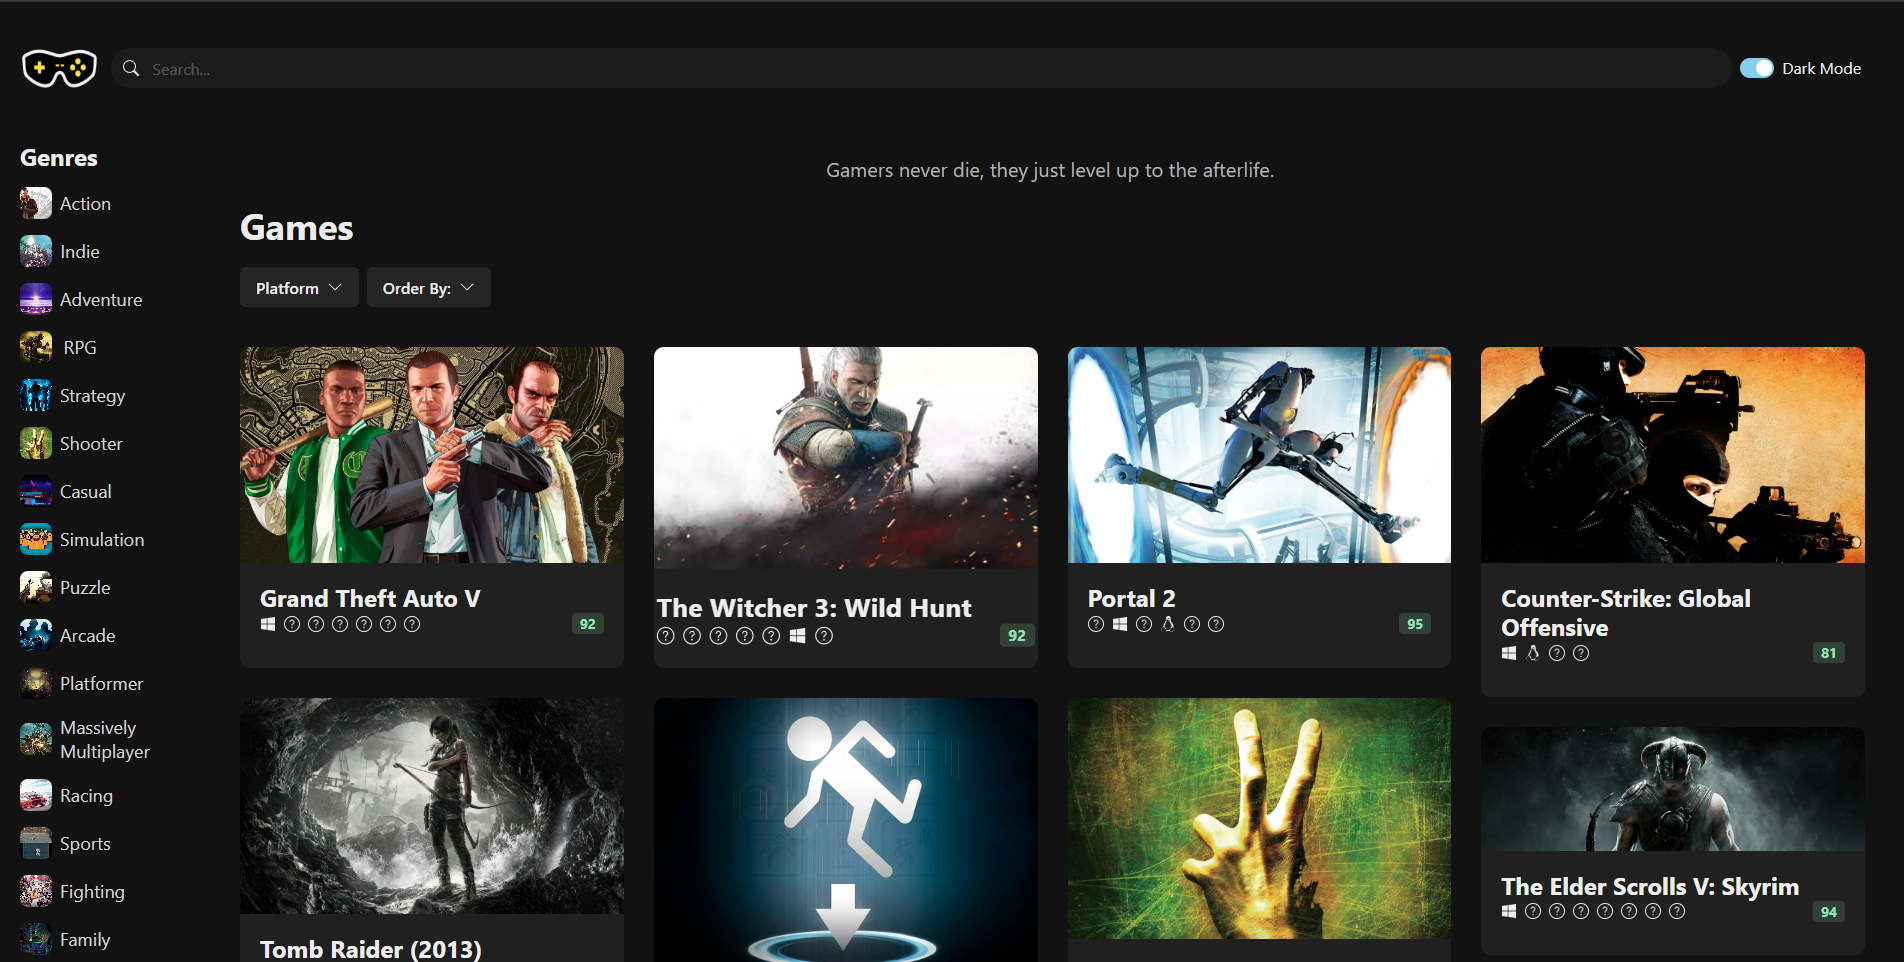 Search...
Dark Mode
Genres
Action
Indie
Adventure
RPG
Strategy
Shooter
Casual
Simulation
Puzzle
Arcade
Platformer
Massively
Multiplayer
Racing
Sports
Fighting
Family
Gamers never die, they just level up to the afterlife.
Games
Platform
Order By:
Grand Theft Auto V
92
The Witcher 3: Wild Hunt
92
Portal 2
95
Counter-Strike: Global
Offensive
81
Tomb Raider (2013)
The Elder Scrolls V: Skyrim
94